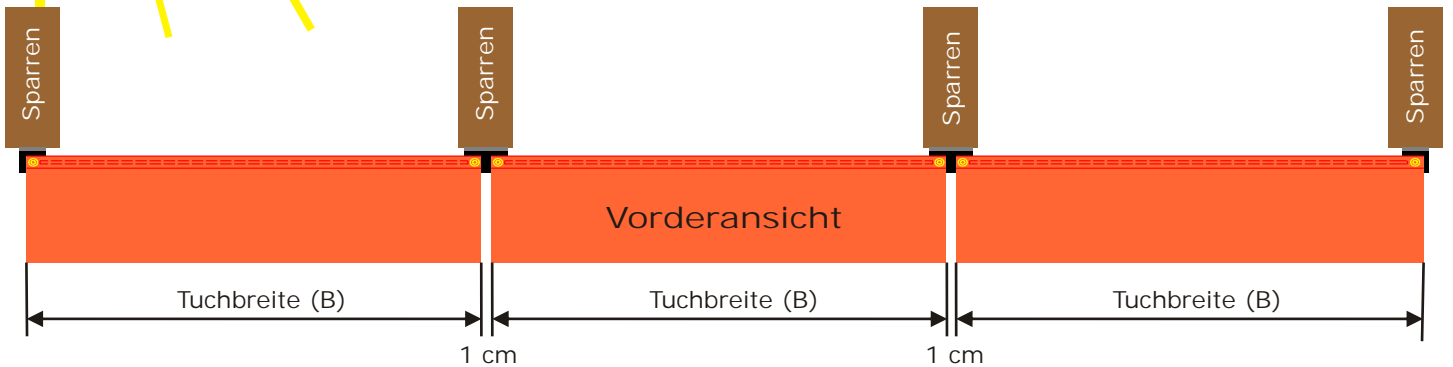 Sparren
Sparren
Sparren
Sparren
Vorderansicht
Tuchbreite (B)
Tuchbreite (B)
Tuchbreite (B)
1 cm
1 cm